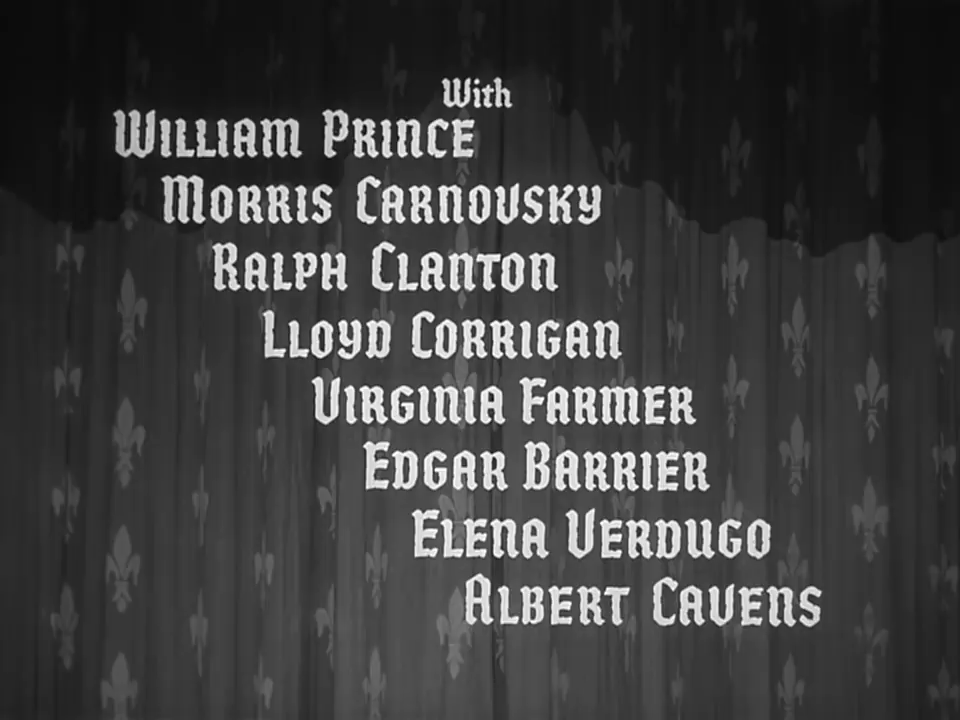 With
William Prince
Morris Carnovsky
Ralph Clanton
Lloyd Corrigan
Virginia Farmer
Edgar Barrier
Elena Verdugo
Albert Cavens